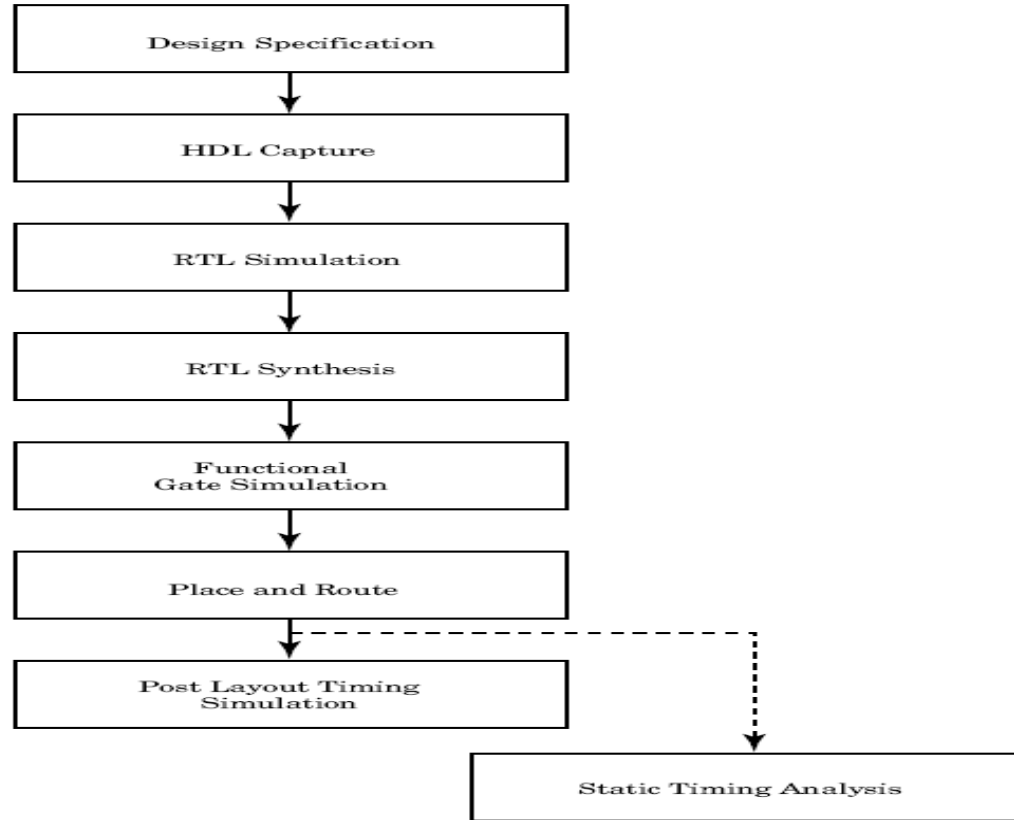 Design Specification
HDL Capture
RTL Simulation
RTL Synthesis
Functional
Gate Simulation
Place and Route
Post Layout Timing
Simulation
Static Timing Analysis